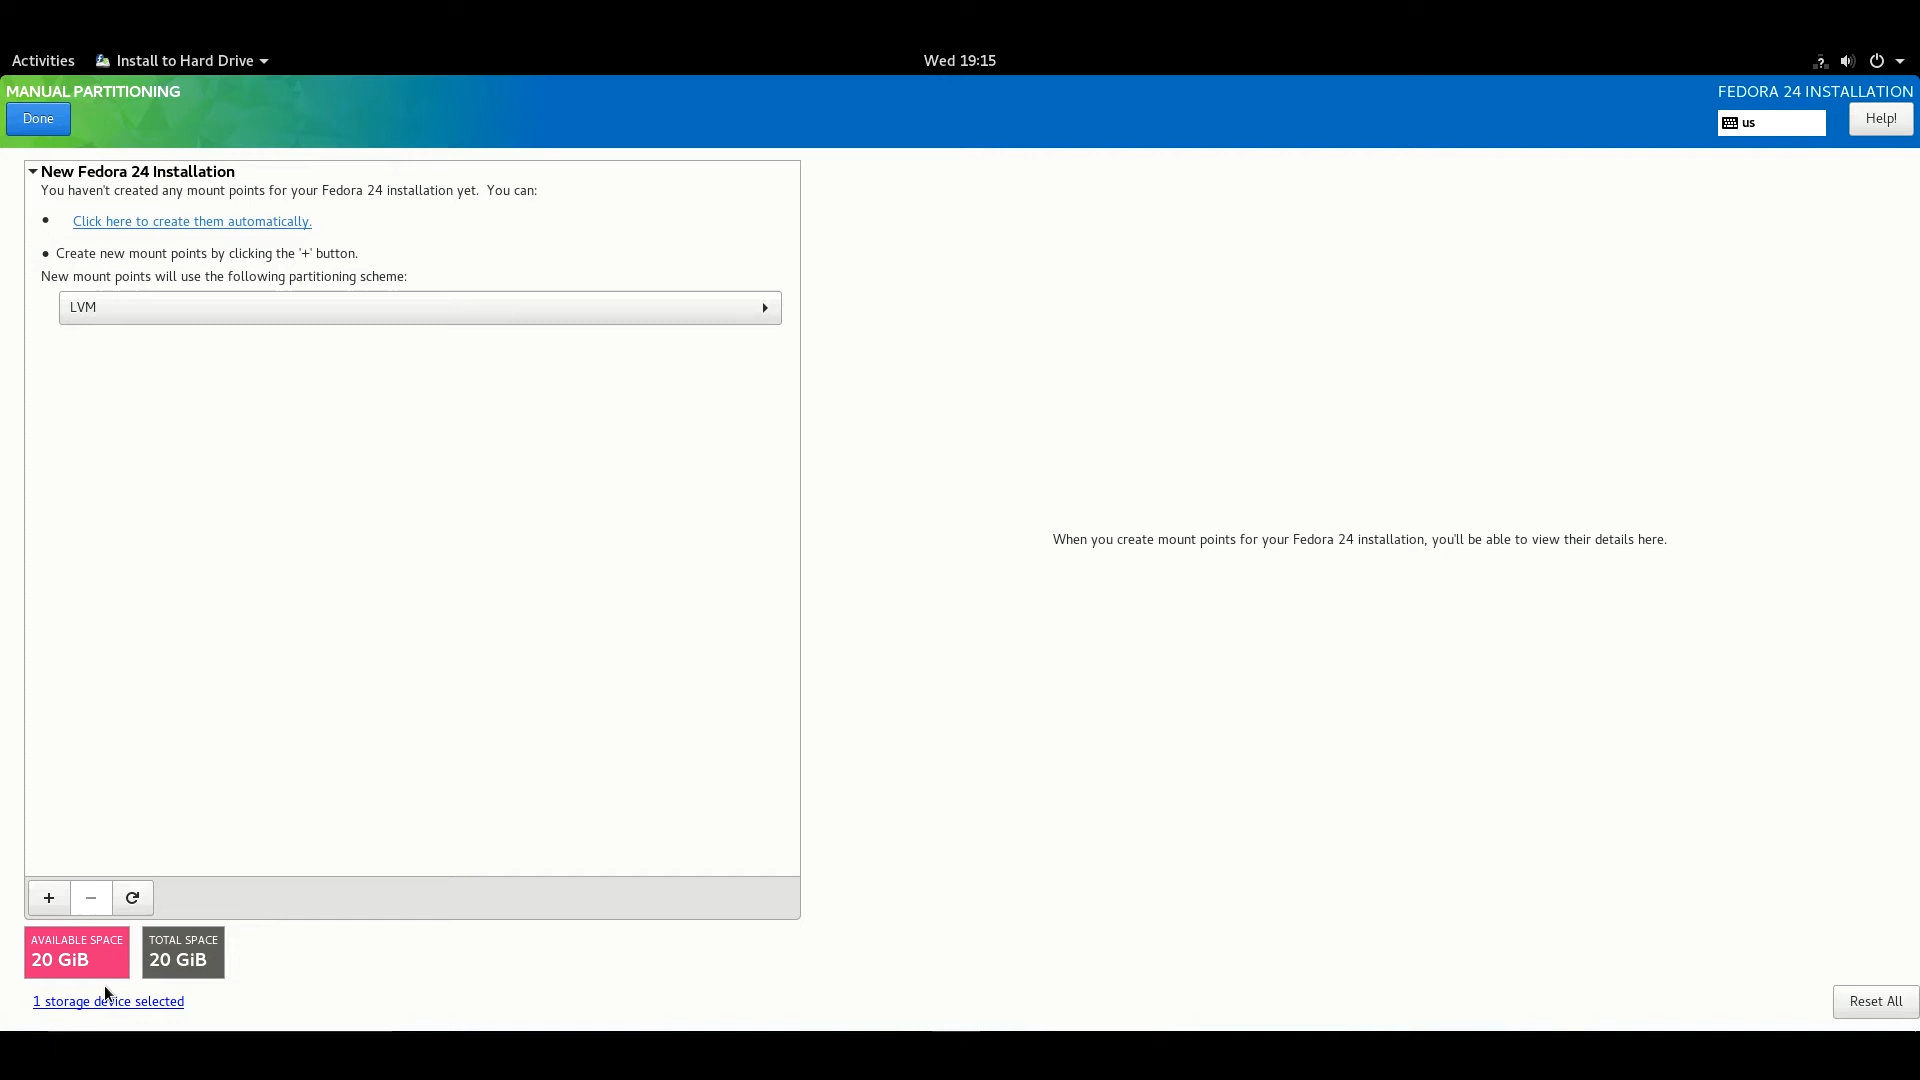 Activities Install to Hard Drive Wed 19:15
MANUAL PARTITIONING FEDORA 24 INSTALLATION
Done us Help!
New Fedora 24 Installation
You haven't created any mount points for your Fedora 24 installation yet. You can:
• Click here to create them automatically.
• Create new mount points by clicking the '+' button.
New mount points will use the following partitioning scheme:
LVM
When you create mount points for your Fedora 24 installation, you'll be able to view their details here.
+ −
AVAILABLE SPACE TOTAL SPACE
20 GiB 20 GiB
1 storage device selected Reset All